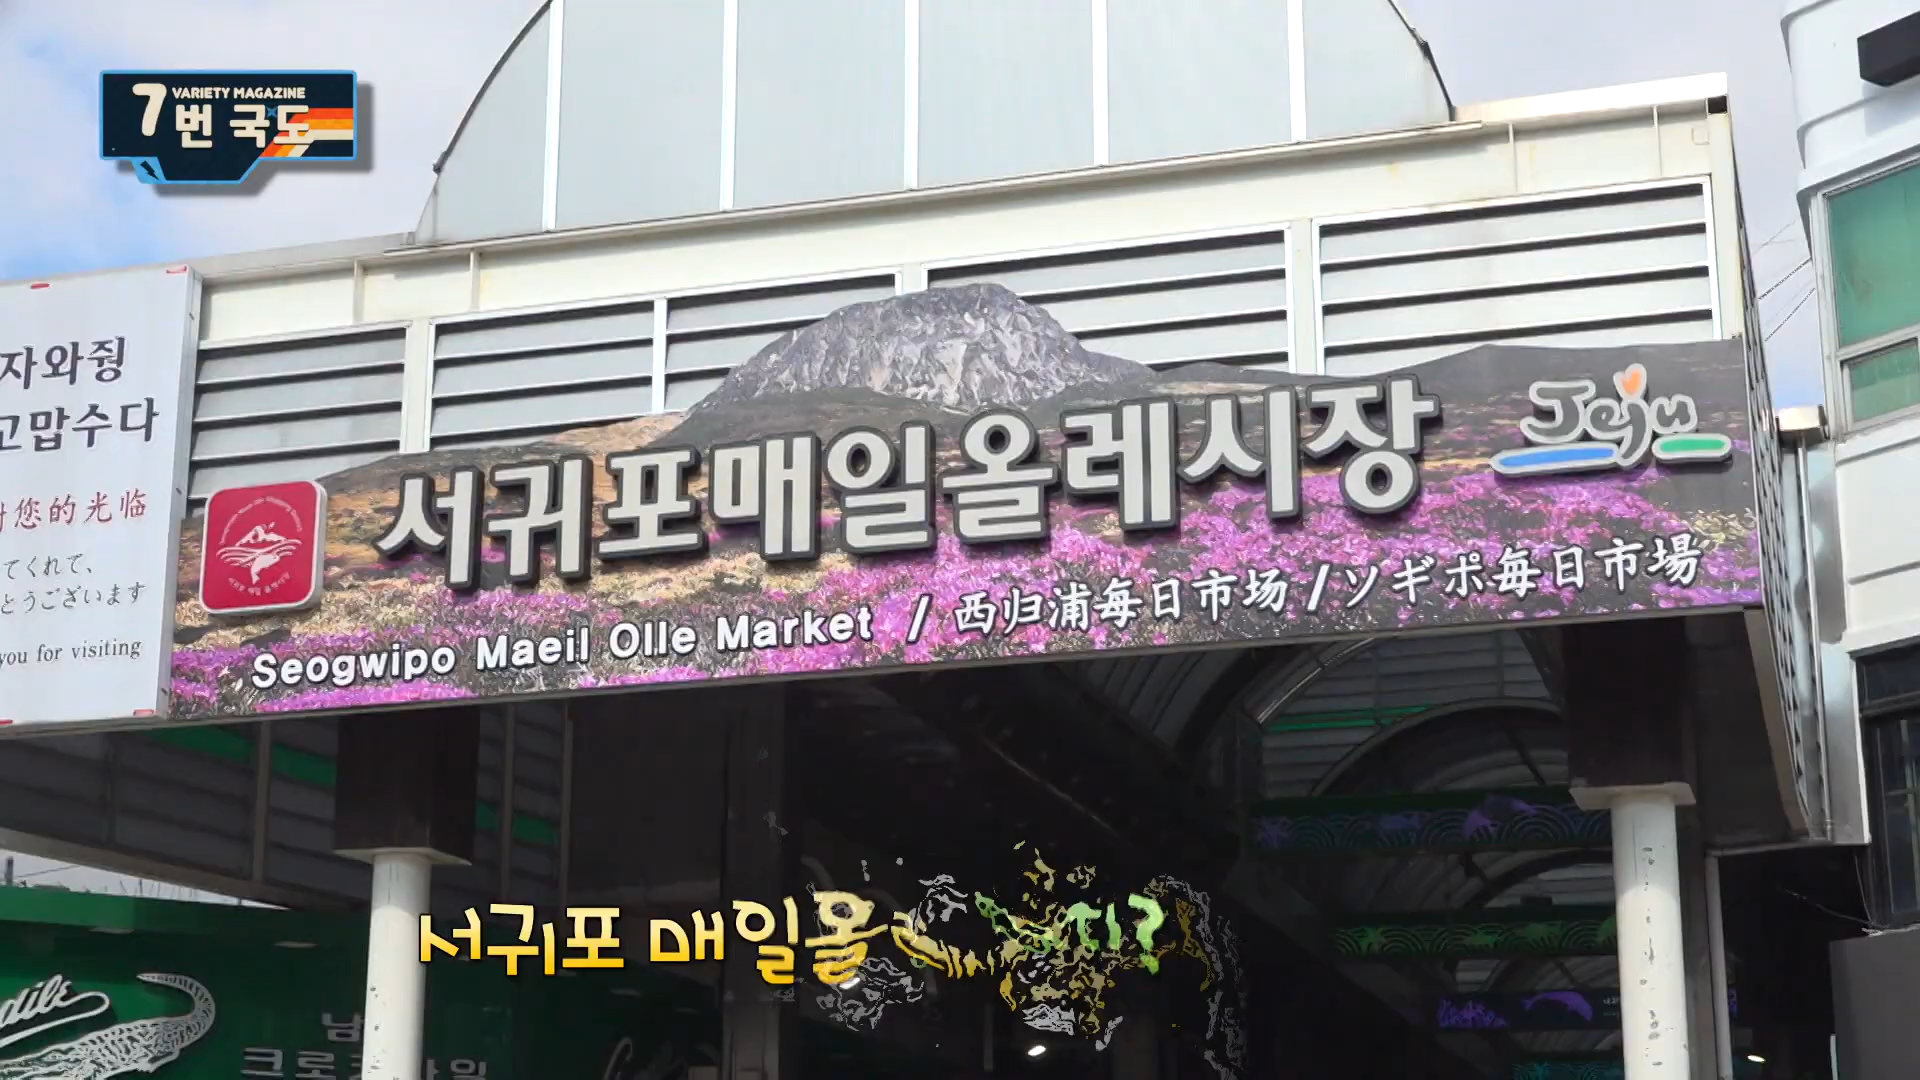 VARIETY MAGAZINE
7번 국도
자와줭
고맙수다
您的光临
てくれて、
とうございます
you for visiting
서귀포매일올레시장
Jeju
Seogwipo Maeil Olle Market / 西归浦毎日市场 / ソギポ毎日市場
서귀포 매일올